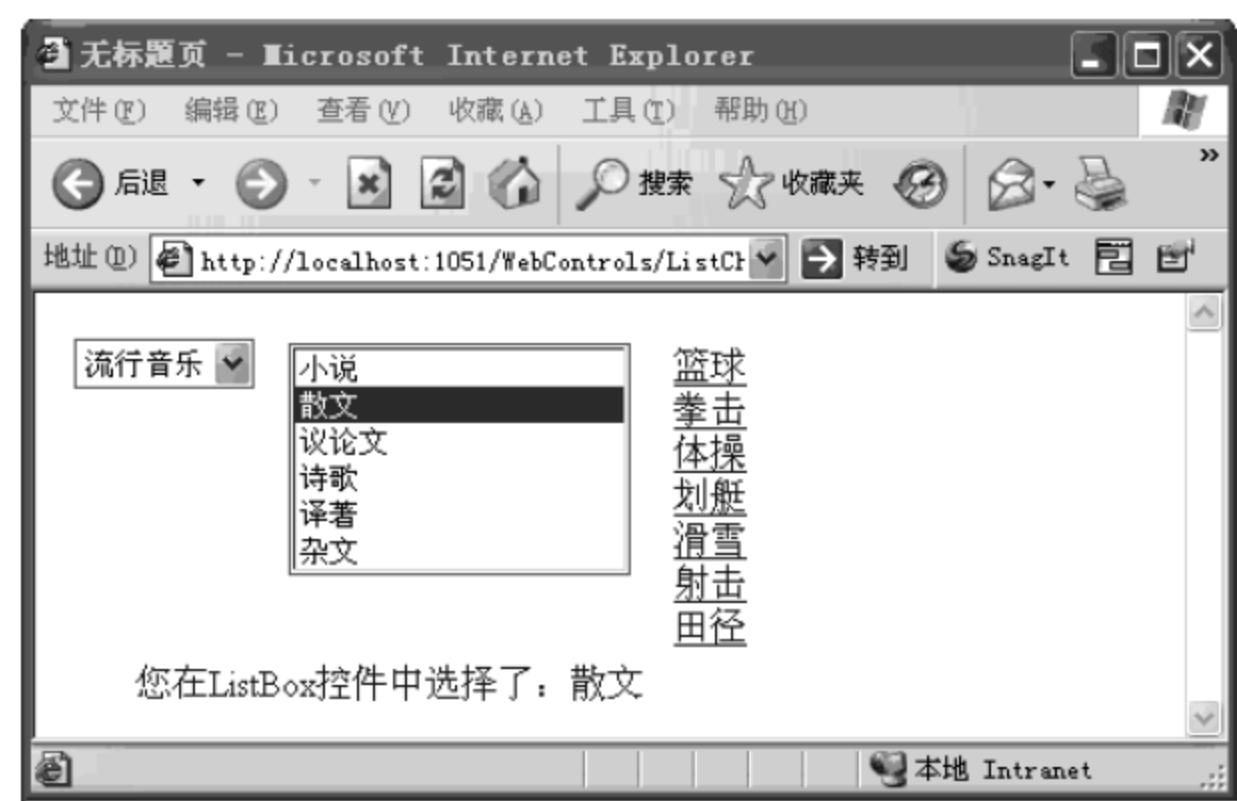 无标题页 - Microsoft Internet Explorer
文件(F) 编辑(E) 查看(V) 收藏(A) 工具(T) 帮助(H)
后退 搜索 收藏夹 »
地址(D) http://localhost:1051/WebControls/ListCh 转到 SnagIt
流行音乐
小说
散文
议论文
诗歌
译著
杂文
篮球
拳击
体操
划艇
滑雪
射击
田径
您在ListBox控件中选择了：散文
本地 Intranet